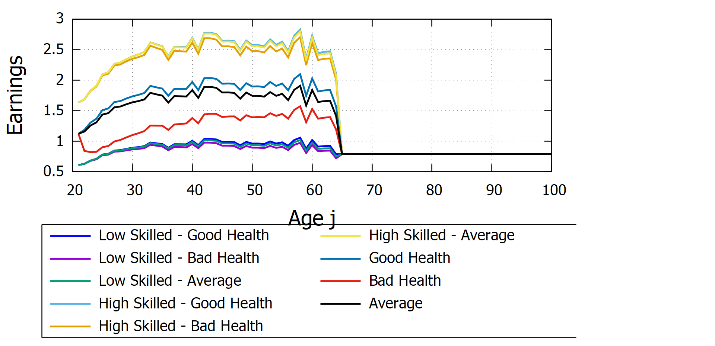 3
2.5
2
1.5
1
0.5
Earnings
20 30 40 50 60 70 80 90 100
Age j
Low Skilled - Good Health
Low Skilled - Bad Health
Low Skilled - Average
High Skilled - Good Health
High Skilled - Bad Health
High Skilled - Average
Good Health
Bad Health
Average